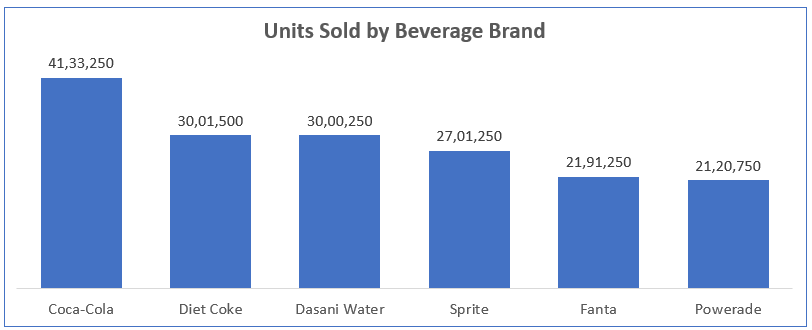 Units Sold by Beverage Brand
41,33,250
30,01,500
30,00,250
27,01,250
21,91,250
21,20,750
Coca-Cola
Diet Coke
Dasani Water
Sprite
Fanta
Powerade